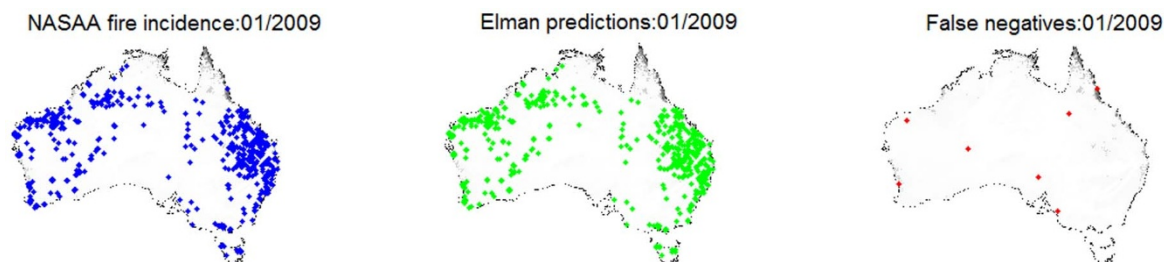 NASAA fire incidence:01/2009
Elman predictions:01/2009
False negatives:01/2009